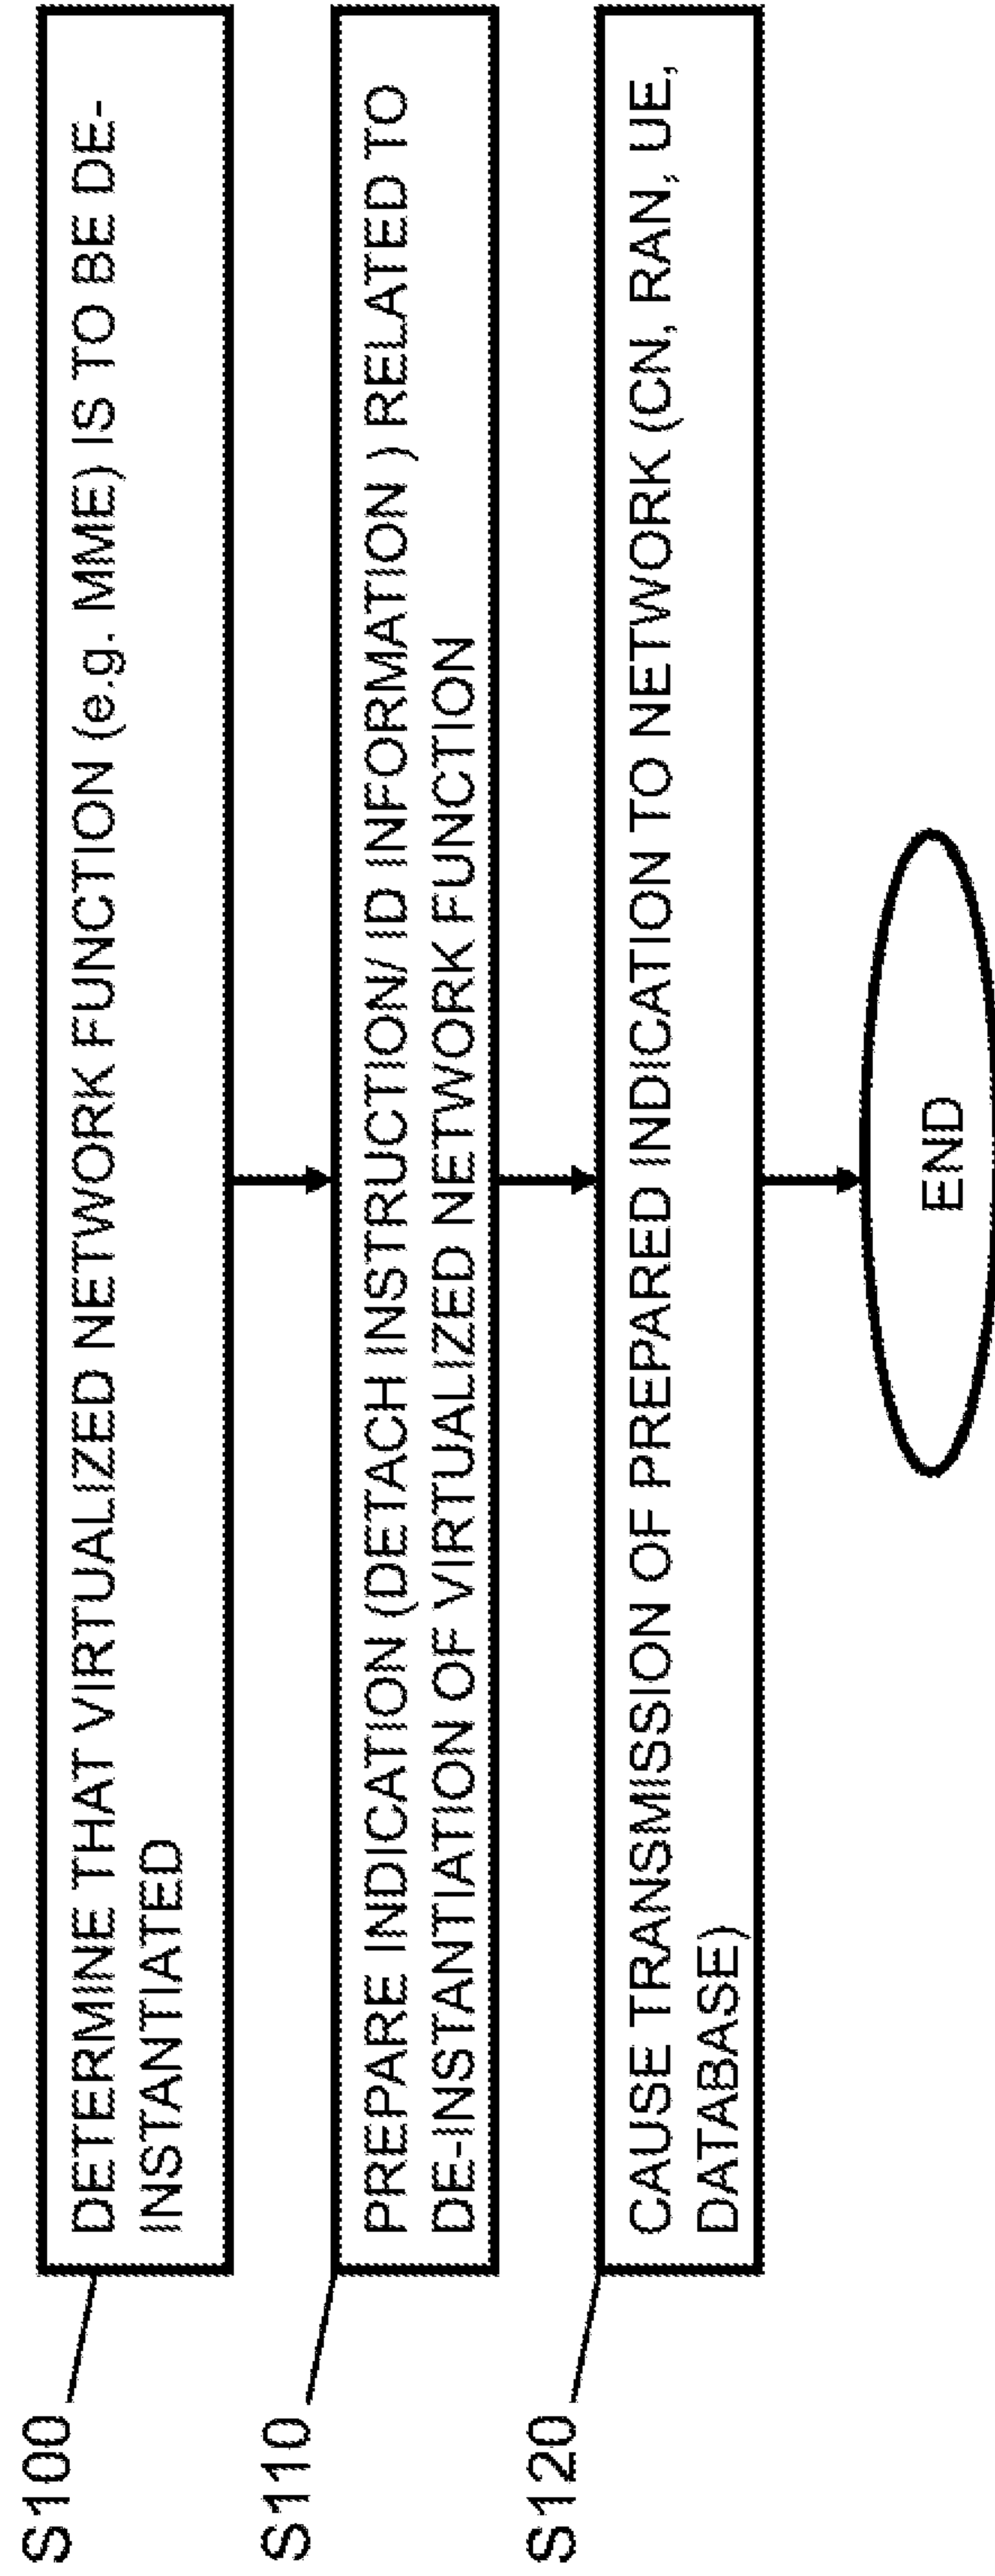 S100
DETERMINE THAT VIRTUALIZED NETWORK FUNCTION (e.g. MME) IS TO BE DE-
INSTANTIATED
S110
PREPARE INDICATION (DETACH INSTRUCTION/ ID INFORMATION ) RELATED TO
DE-INSTANTIATION OF VIRTUALIZED NETWORK FUNCTION
S120
CAUSE TRANSMISSION OF PREPARED INDICATION TO NETWORK (CN, RAN, UE,
DATABASE)
END